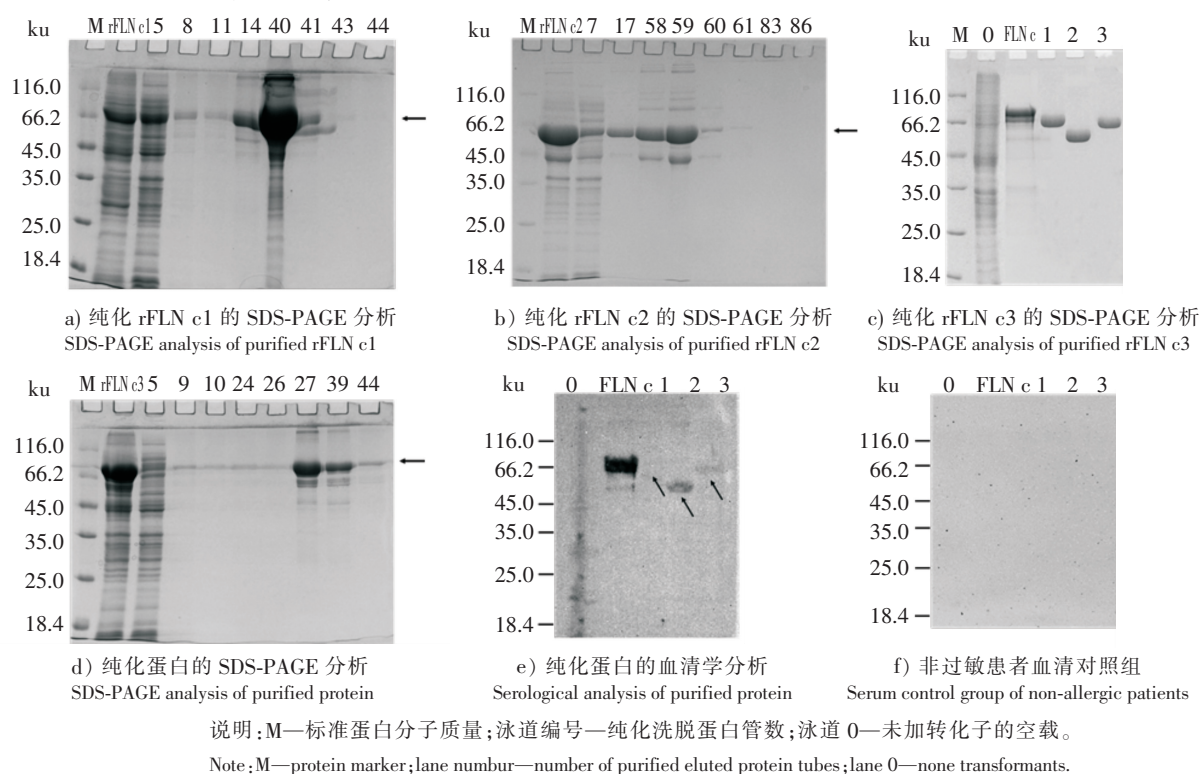 ku M rFLN c1 5 8 11 14 40 41 43 44
116.0
66.2
45.0
35.0
25.0
18.4
a) 纯化 rFLN c1 的 SDS-PAGE 分析
SDS-PAGE analysis of purified rFLN c1
ku M rFLN c2 7 17 58 59 60 61 83 86
116.0
66.2
45.0
35.0
25.0
18.4
b) 纯化 rFLN c2 的 SDS-PAGE 分析
SDS-PAGE analysis of purified rFLN c2
ku M 0 FLN c 1 2 3
116.0
66.2
45.0
35.0
25.0
18.4
c) 纯化 rFLN c3 的 SDS-PAGE 分析
SDS-PAGE analysis of purified rFLN c3
ku M rFLN c3 5 9 10 24 26 27 39 44
116.0
66.2
45.0
35.0
25.0
18.4
d) 纯化蛋白的 SDS-PAGE 分析
SDS-PAGE analysis of purified protein
ku 0 FLN c 1 2 3
116.0
66.2
45.0
35.0
25.0
18.4
e) 纯化蛋白的血清学分析
Serological analysis of purified protein
ku 0 FLN c 1 2 3
116.0
66.2
45.0
35.0
25.0
18.4
f) 非过敏患者血清对照组
Serum control group of non-allergic patients
说明:M—标准蛋白分子质量;泳道编号—纯化洗脱蛋白管数;泳道 0—未加转化子的空载。
Note:M—protein marker;lane numbur—number of purified eluted protein tubes;lane 0—none transformants.